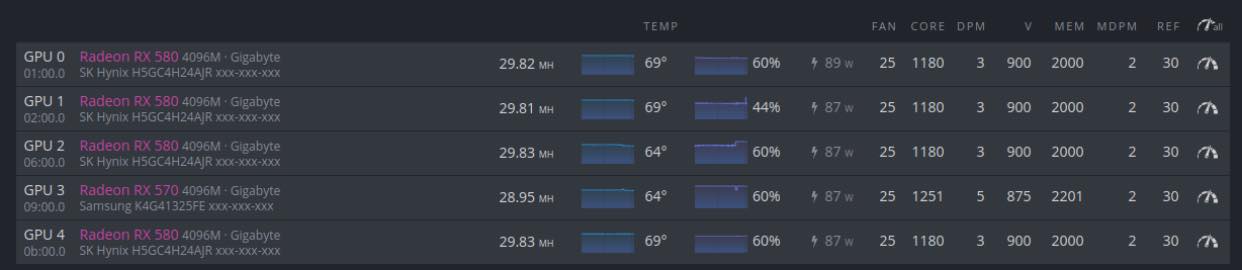 TEMP FAN CORE DPM V MEM MDPM REF all
GPU 0 Radeon RX 580 4096M · Gigabyte 29.82 MH 69° 60% 89 W 25 1180 3 900 2000 2 30
01:00.0 SK Hynix H5GC4H24AJR xxx-xxx-xxx
GPU 1 Radeon RX 580 4096M · Gigabyte 29.81 MH 69° 44% 87 W 25 1180 3 900 2000 2 30
02:00.0 SK Hynix H5GC4H24AJR xxx-xxx-xxx
GPU 2 Radeon RX 580 4096M · Gigabyte 29.83 MH 64° 60% 87 W 25 1180 3 900 2000 2 30
06:00.0 SK Hynix H5GC4H24AJR xxx-xxx-xxx
GPU 3 Radeon RX 570 4096M · Gigabyte 28.95 MH 64° 60% 87 W 25 1251 5 875 2201 2 30
09:00.0 Samsung K4G41325FE xxx-xxx-xxx
GPU 4 Radeon RX 580 4096M · Gigabyte 29.83 MH 69° 60% 87 W 25 1180 3 900 2000 2 30
0b:00.0 SK Hynix H5GC4H24AJR xxx-xxx-xxx